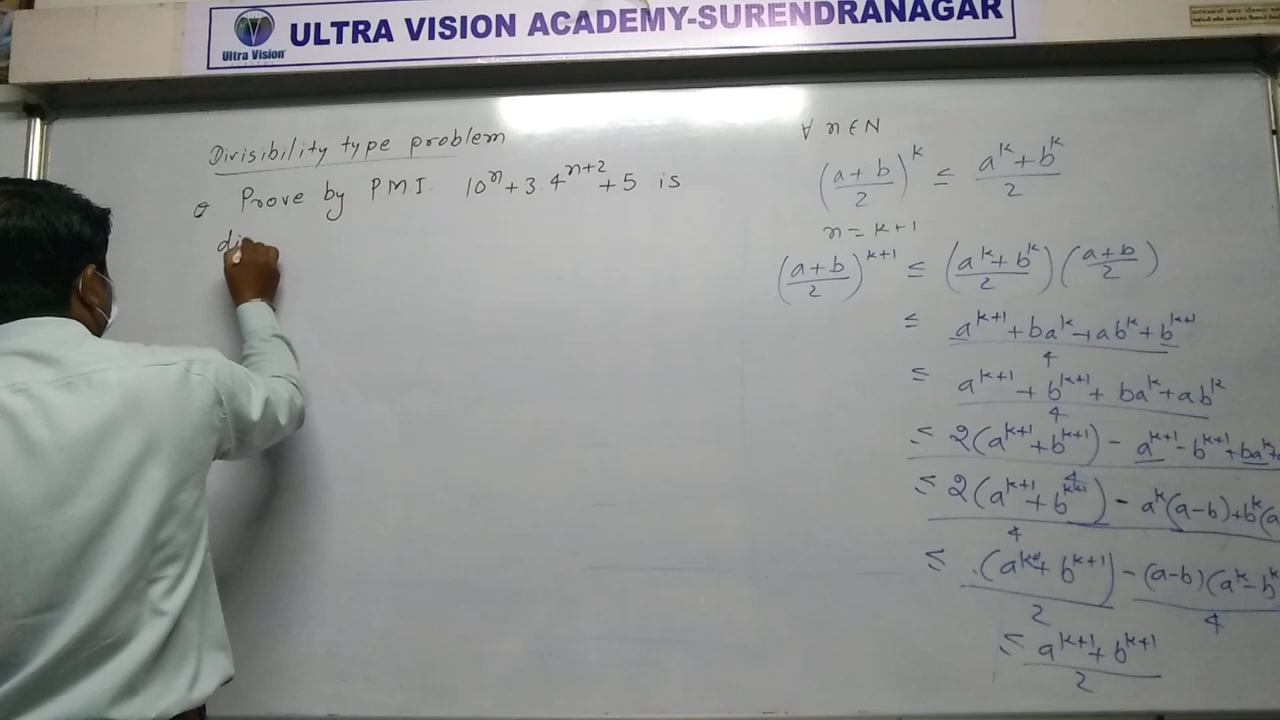 ULTRA VISION ACADEMY-SURENDRANAGAR
Ultra Vision
Divisibility type problem
Prove by PMI. 10^n + 3.4^{n+2} + 5 is
di
∀ n ∈ N
((a+b)/2)^k ≤ (a^k+b^k)/2
n = k+1
((a+b)/2)^{k+1} ≤ ((a^k+b^k)/2) ((a+b)/2)
≤ (a^{k+1}+ba^k+ab^k+b^{k+1})/4
≤ (a^{k+1}+b^{k+1}+ba^k+ab^k)/4
≤ (2(a^{k+1}+b^{k+1}) - a^{k+1}-b^{k+1}+ba^k+)/4
≤ (2(a^{k+1}+b^{k+1}) - a^k(a-b)+b^k(a)/4
≤ (a^{k+1}+b^{k+1})/2 - (a-b)(a^k-b^k)/4
≤ (a^{k+1}+b^{k+1})/2